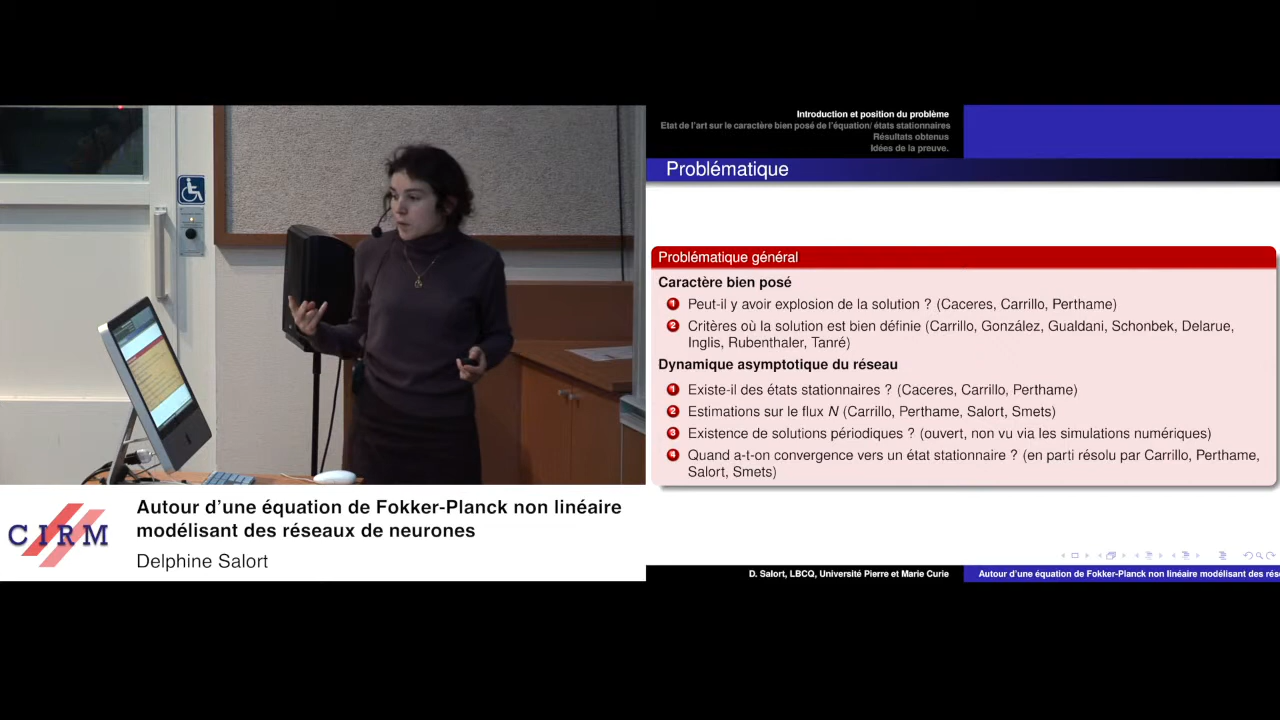 Introduction et position du problème
Etat de l'art sur le caractère bien posé de l'équation/ états stationnaires
Résultats obtenus
Idées de la preuve.
Problématique
Problématique général
Caractère bien posé
1 Peut-il y avoir explosion de la solution ? (Caceres, Carrillo, Perthame)
2 Critères où la solution est bien définie (Carrillo, González, Gualdani, Schonbek, Delarue,
Inglis, Rubenthaler, Tanré)
Dynamique asymptotique du réseau
1 Existe-il des états stationnaires ? (Caceres, Carrillo, Perthame)
2 Estimations sur le flux N (Carrillo, Perthame, Salort, Smets)
3 Existence de solutions périodiques ? (ouvert, non vu via les simulations numériques)
4 Quand a-t-on convergence vers un état stationnaire ? (en parti résolu par Carrillo, Perthame,
Salort, Smets)
D. Salort, LBCQ, Université Pierre et Marie Curie
Autour d'une équation de Fokker-Planck non linéaire modélisant des rés
CIRM
Autour d'une équation de Fokker-Planck non linéaire
modélisant des réseaux de neurones
Delphine Salort